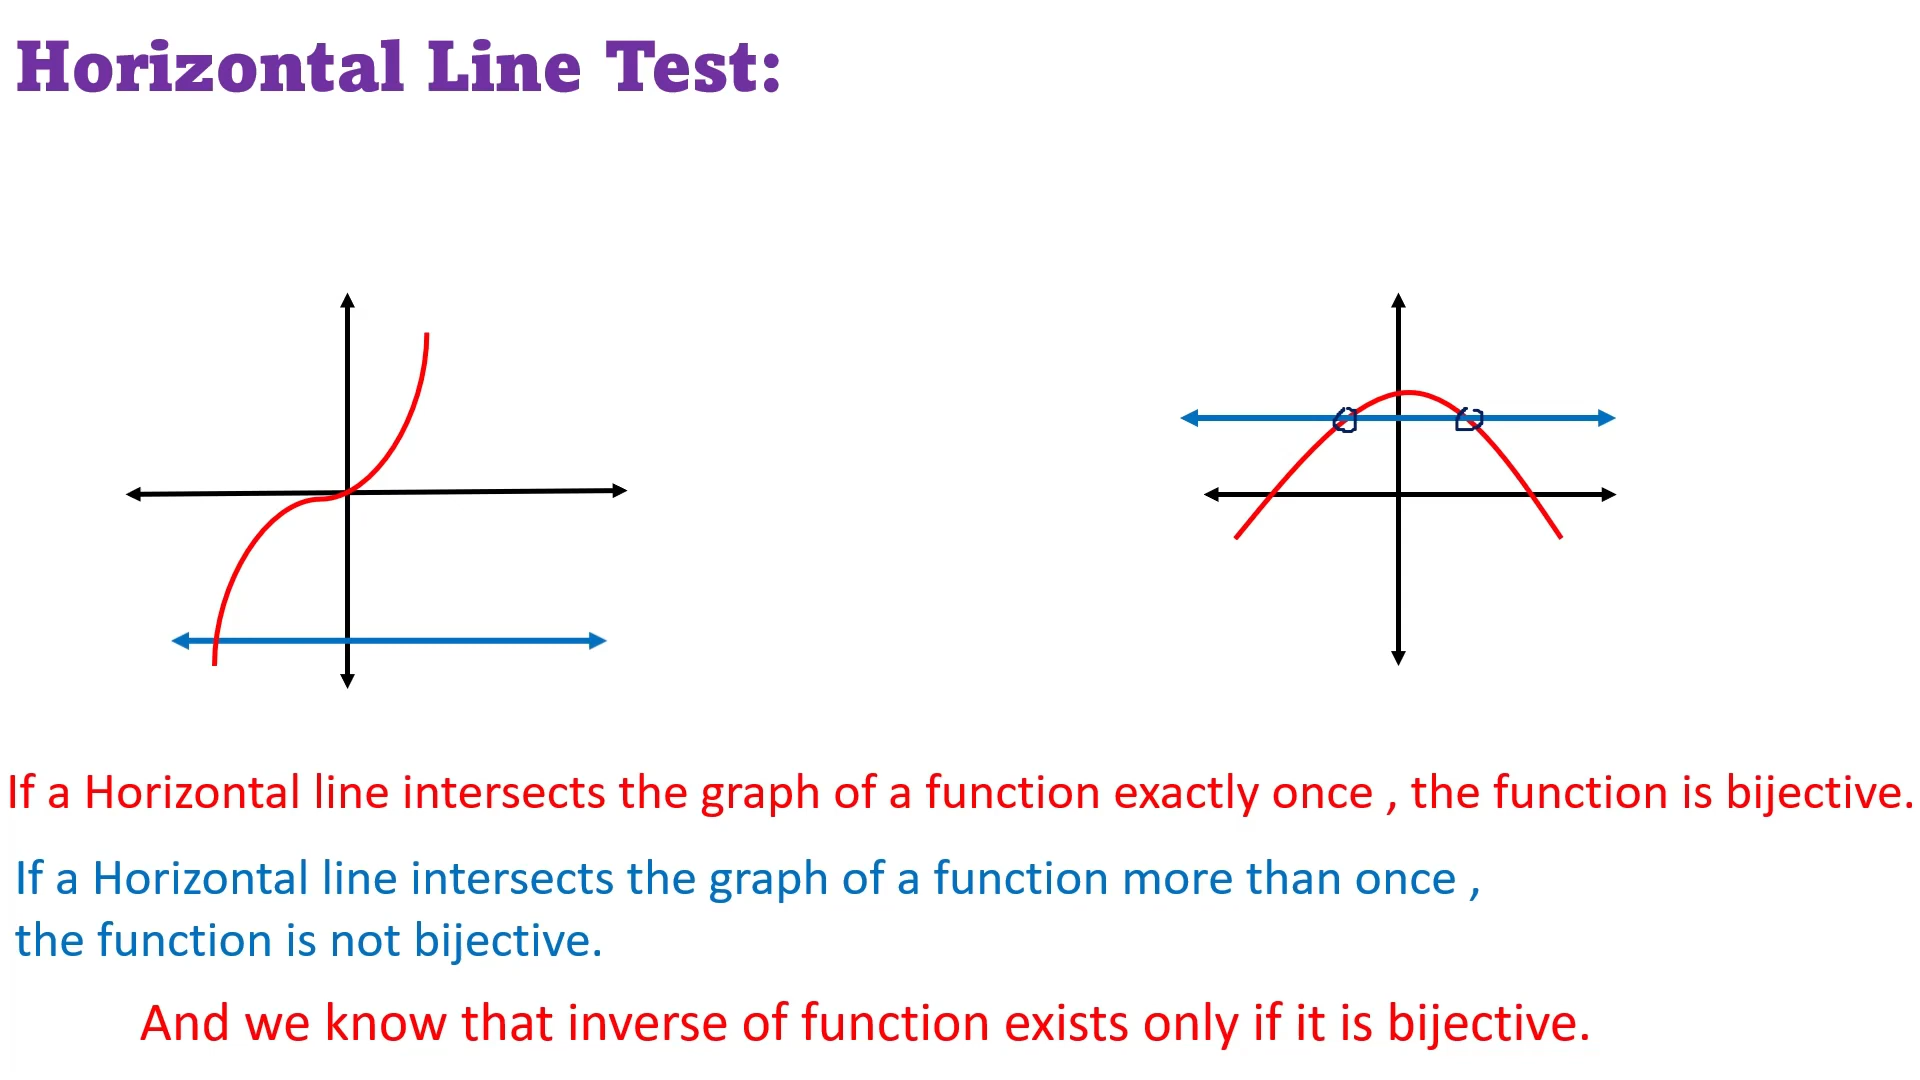 Horizontal Line Test:
If a Horizontal line intersects the graph of a function exactly once , the function is bijective.
If a Horizontal line intersects the graph of a function more than once ,
the function is not bijective.
And we know that inverse of function exists only if it is bijective.